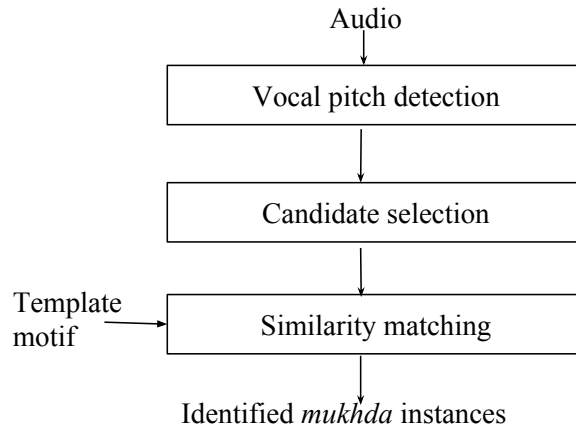 Audio
Vocal pitch detection
Candidate selection
Template
motif
Similarity matching
Identified mukhda instances